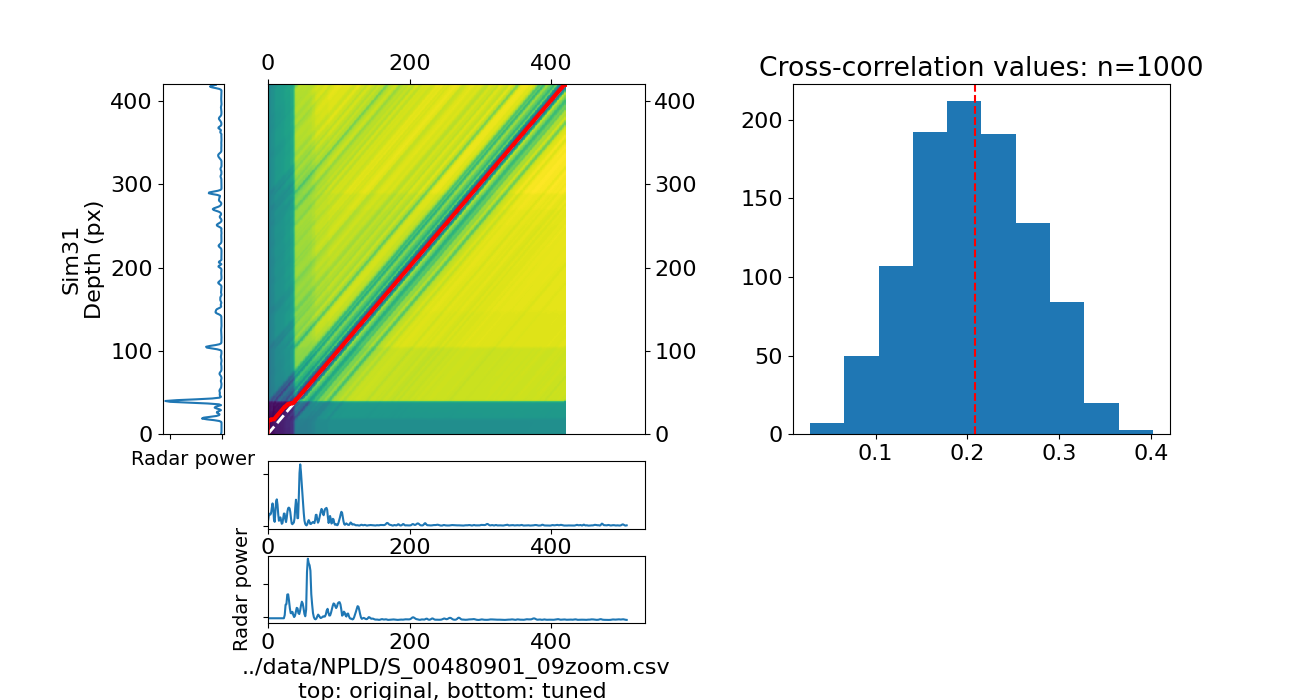 Cross-correlation values: n=1000
0 200 400
400 400 200
300 300 150
Sim31
Depth (px)
200 200 100
100 100 50
0 0 0
0.1 0.2 0.3 0.4
Radar power
0 200 400
Radar power
0 200 400
../data/NPLD/S_00480901_09zoom.csv
top: original, bottom: tuned